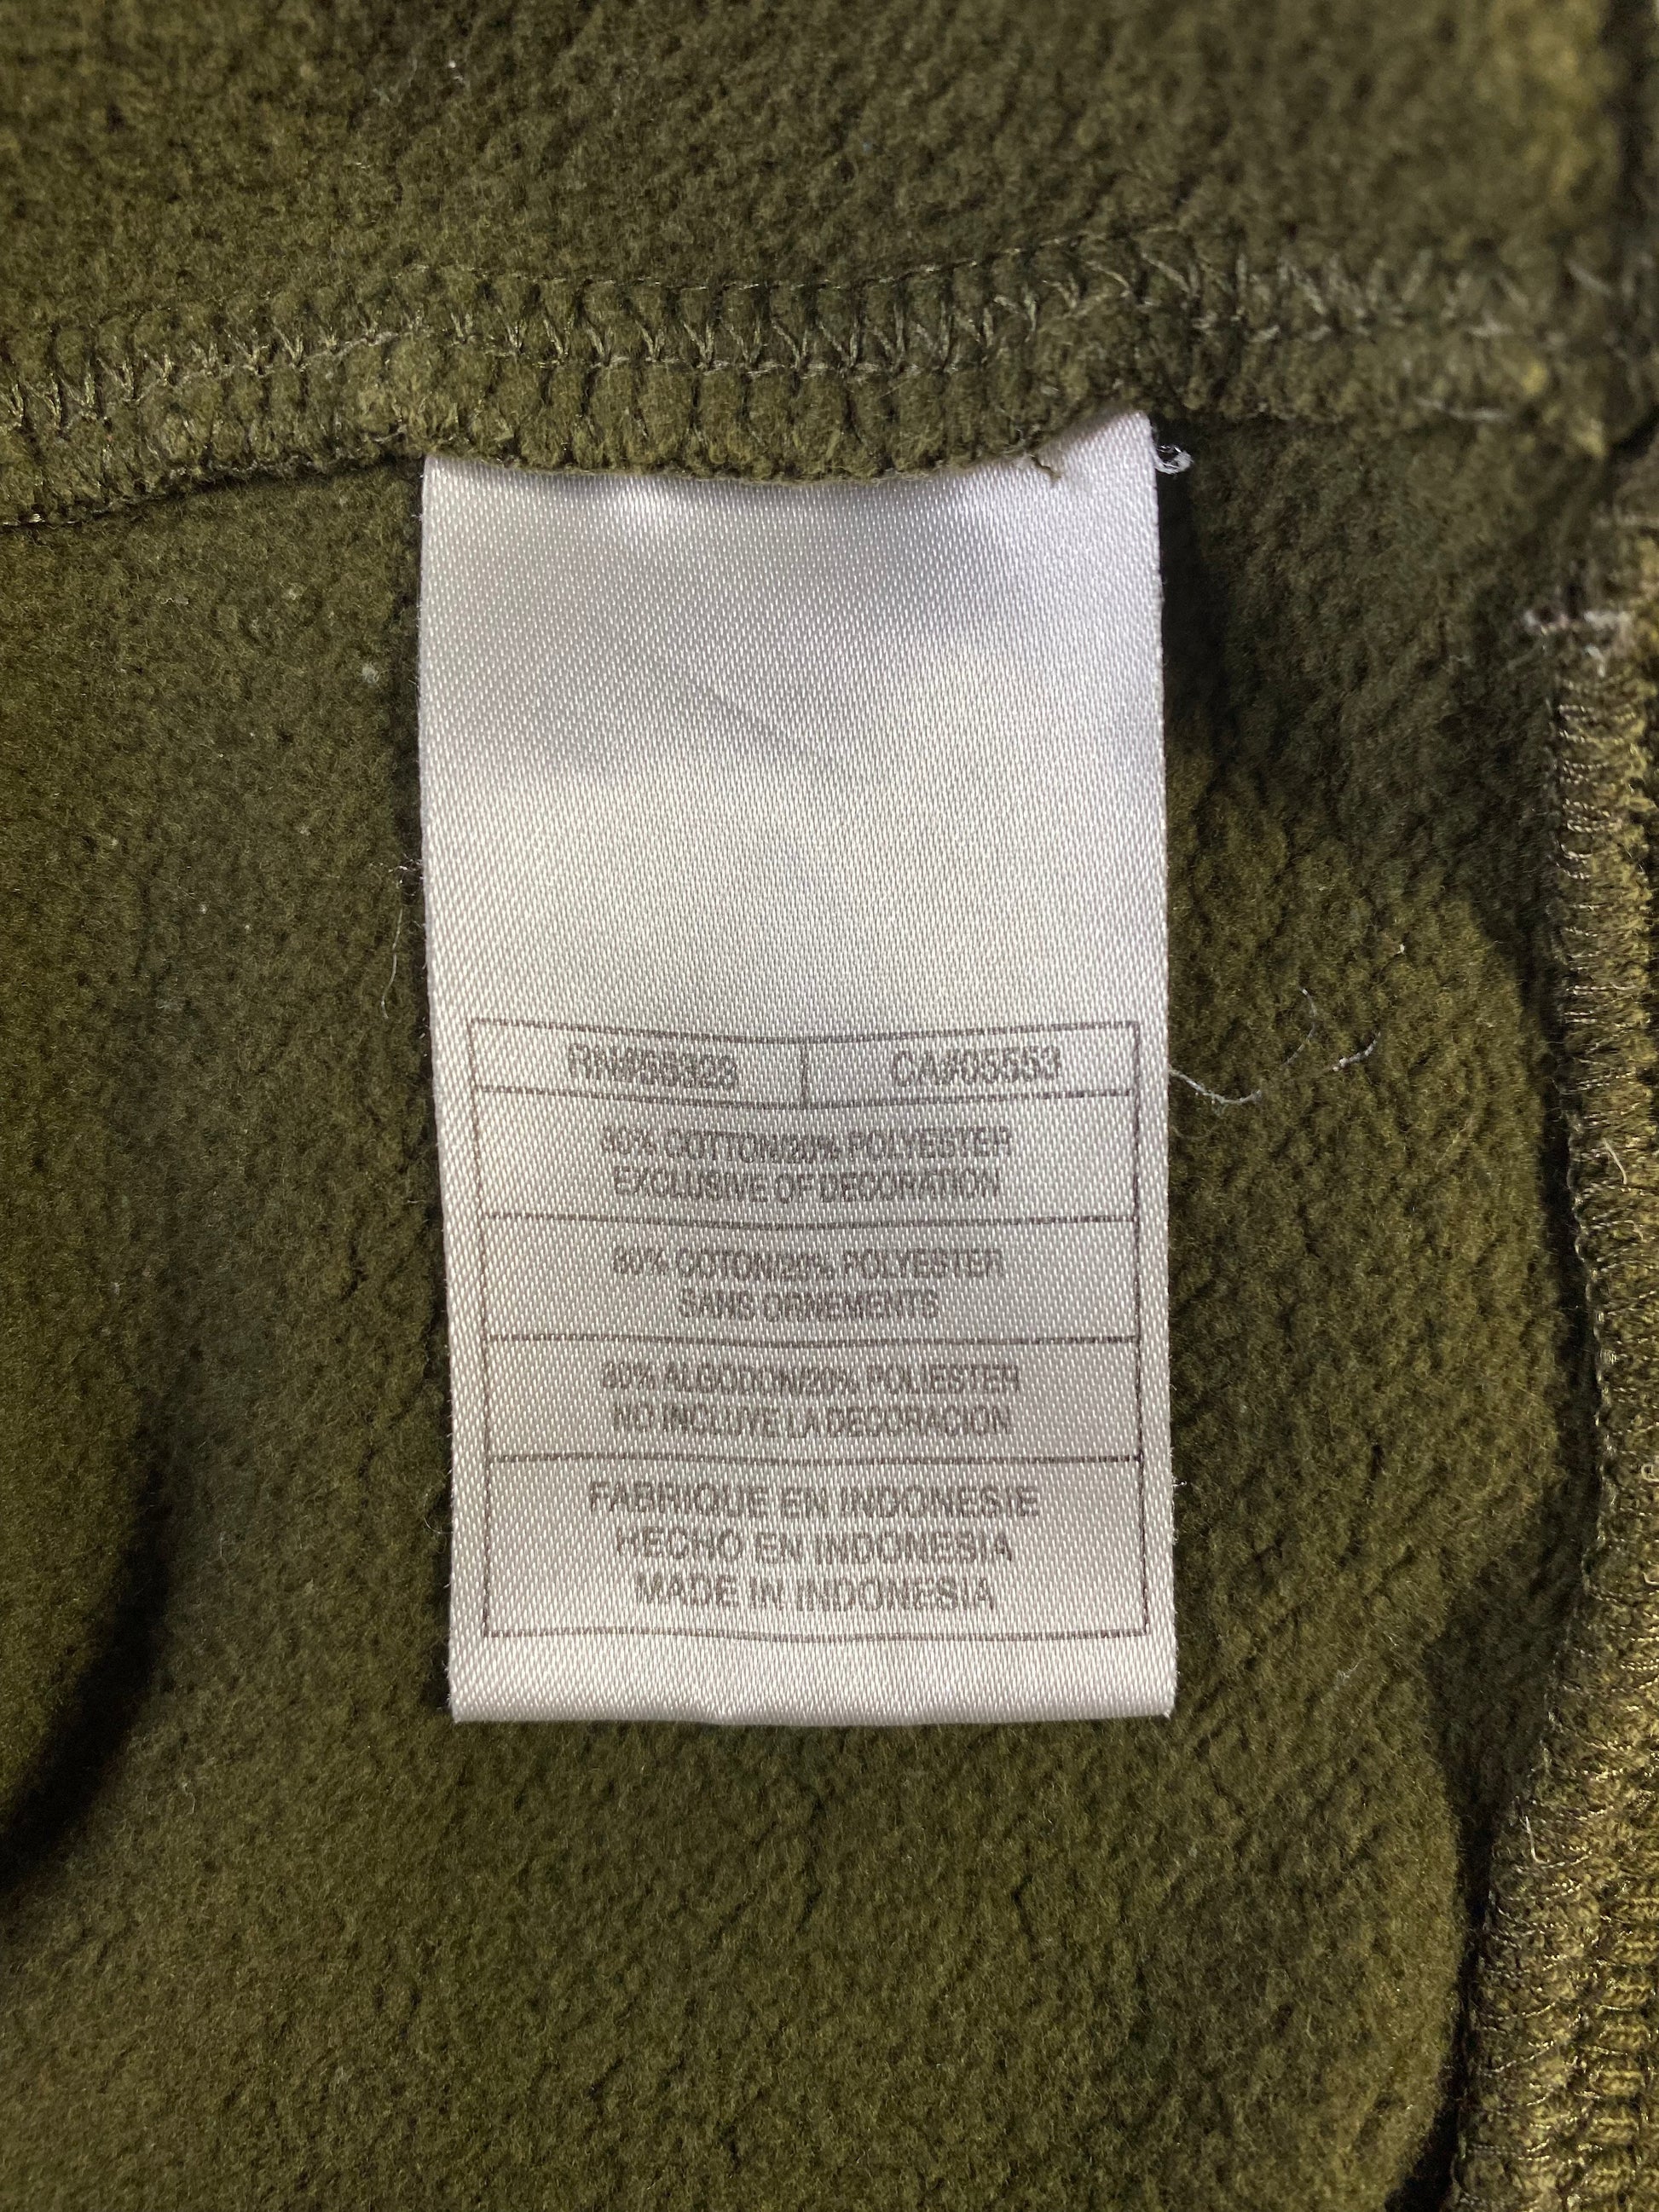 RN#56323 CA#05553
80% COTTON/20% POLYESTER
EXCLUSIVE OF DECORATION
80% COTON/20% POLYESTER
SANS ORNEMENTS
80% ALGODON/20% POLIESTER
NO INCLUYE LA DECORACION
FABRIQUE EN INDONESIE
HECHO EN INDONESIA
MADE IN INDONESIA